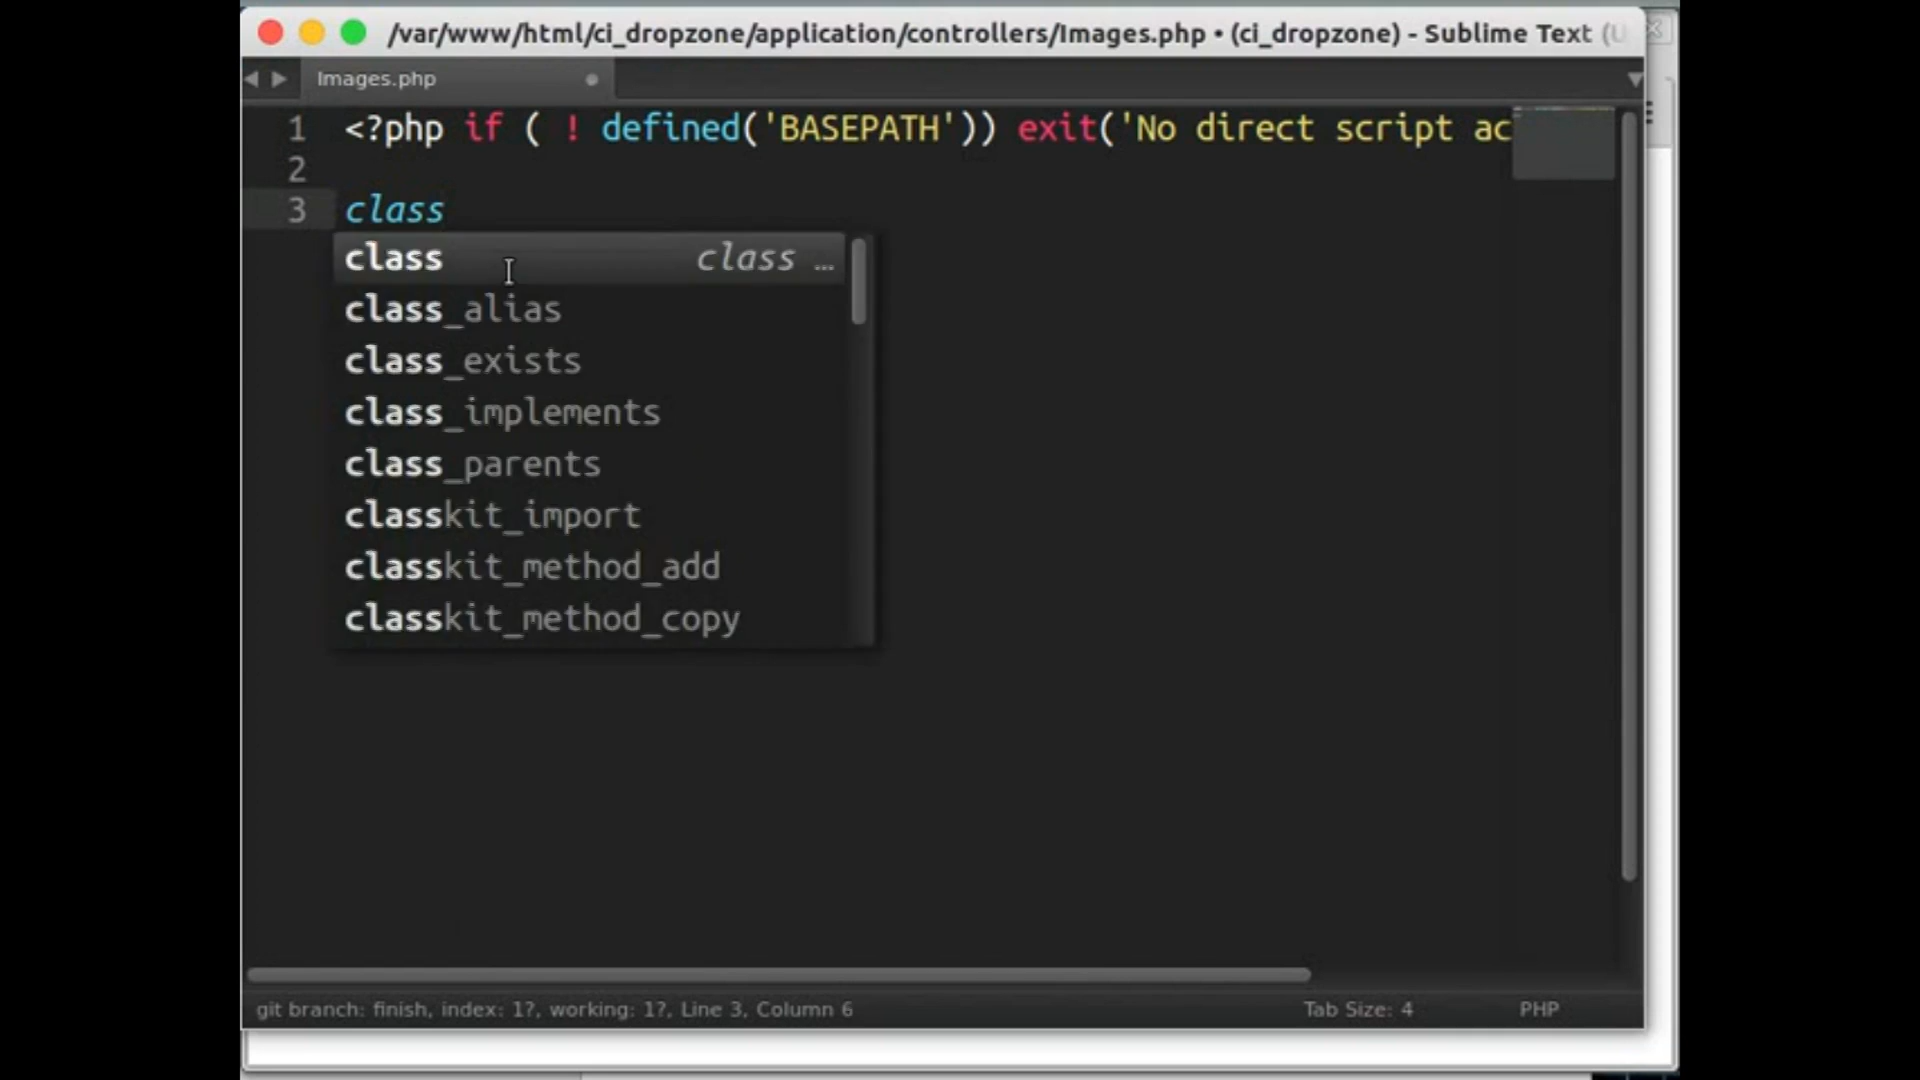 /var/www/html/ci_dropzone/application/controllers/Images.php • (ci_dropzone) - Sublime Text (U
Images.php
1 <?php if ( ! defined('BASEPATH')) exit('No direct script ac
2
3 class
class class …
class_alias
class_exists
class_implements
class_parents
classkit_import
classkit_method_add
classkit_method_copy
git branch: finish, index: 1?, working: 1?, Line 3, Column 6 Tab Size: 4 PHP